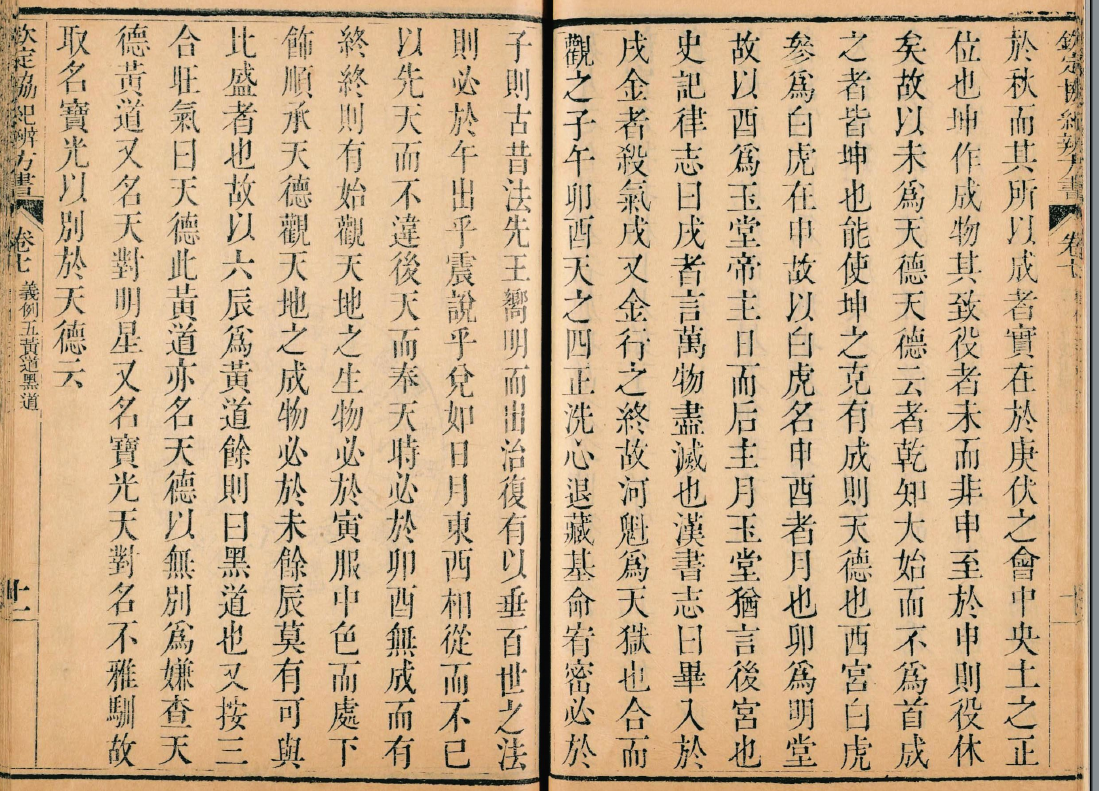 欽定協紀辨方書 卷七
於秋而其所以成者實在於庚伏之會中央土之正
位也坤作成物其致役者未而非申至於申則役休
矣故以未爲天德天德云者乾知大始而不爲首成
之者皆坤也能使坤之克有成則天德也酉宮白虎
參爲白虎在申故以白虎名申酉者月也卯爲明堂
故以酉爲玉堂帝主日而后主月玉堂猶言後宮也
史記律志曰戌者言萬物盡滅也漢書志曰畢入於
戌金者殺氣戌又金行之終故河魁爲天獄也合而
觀之子午卯酉天之四正洗心退藏基命宥密必於
子則古昔法先王嚮明而出治復有以垂百世之法
則必於午出乎震說乎兌如日月東西相從而不已
以先天而不違後天而奉天時必於卯酉無成而有
終終則有始觀天地之生物必於寅服中色而處下
飾順承天德觀天地之成物必於未餘辰莫有可與
比盛者也故以六辰爲黃道餘則曰黑道也又按三
合旺氣曰天德此黃道亦名天德以無別爲嫌查天
德黃道又名天對明星又名寶光天對名不雅馴故
取名寶光以別於天德云
欽定協紀辨方書 卷七 義例五黃道黑道 十二